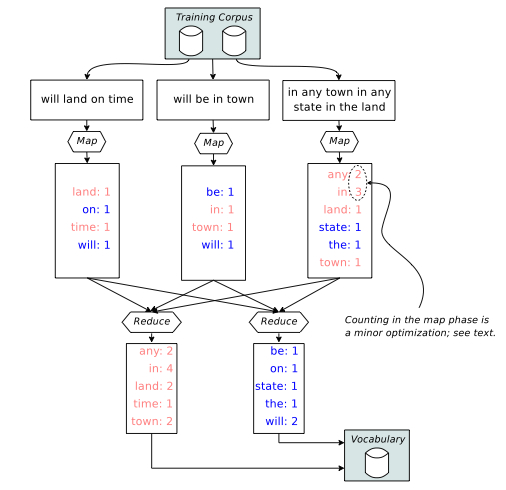 Training Corpus
will land on time
will be in town
in any town in any
state in the land
Map
Map
Map
land: 1
on: 1
time: 1
will: 1
be: 1
in: 1
town: 1
will: 1
any: 2
in: 3
land: 1
state: 1
the: 1
town: 1
Counting in the map phase is
a minor optimization; see text.
Reduce
Reduce
any: 2
in: 4
land: 2
time: 1
town: 2
be: 1
on: 1
state: 1
the: 1
will: 2
Vocabulary